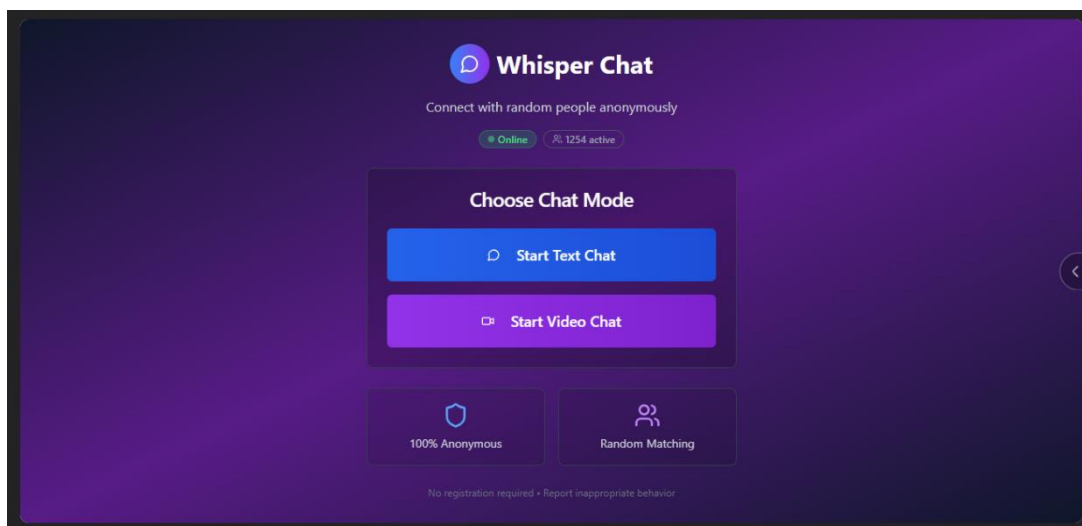 Whisper Chat
Connect with random people anonymously
Online
1254 active
Choose Chat Mode
Start Text Chat
Start Video Chat
100% Anonymous
Random Matching
No registration required • Report inappropriate behavior